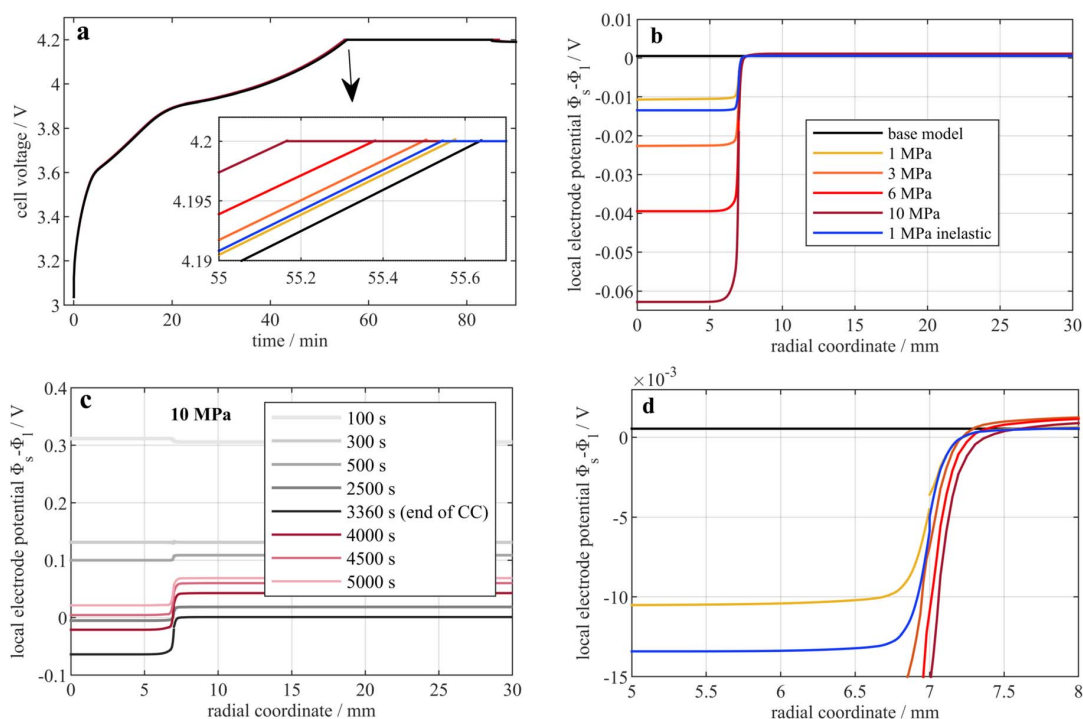 a
cell voltage / V
4.2
4
3.8
3.6
3.4
3.2
3
0
20
40
60
80
time / min
4.2
4.195
4.19
55
55.2
55.4
55.6
b
local electrode potential Φs-Φl / V
0
-0.01
-0.02
-0.03
-0.04
-0.05
-0.06
0
5
10
15
20
25
30
radial coordinate / mm
base model
1 MPa
3 MPa
6 MPa
10 MPa
1 MPa inelastic
c
10 MPa
local electrode potential Φs-Φl / V
0.4
0.3
0.2
0.1
0
-0.1
0
5
10
15
20
25
30
radial coordinate / mm
100 s
300 s
500 s
2500 s
3360 s (end of CC)
4000 s
4500 s
5000 s
×10-3
d
local electrode potential Φs-Φl / V
0
-5
-10
-15
5
5.5
6
6.5
7
7.5
8
radial coordinate / mm